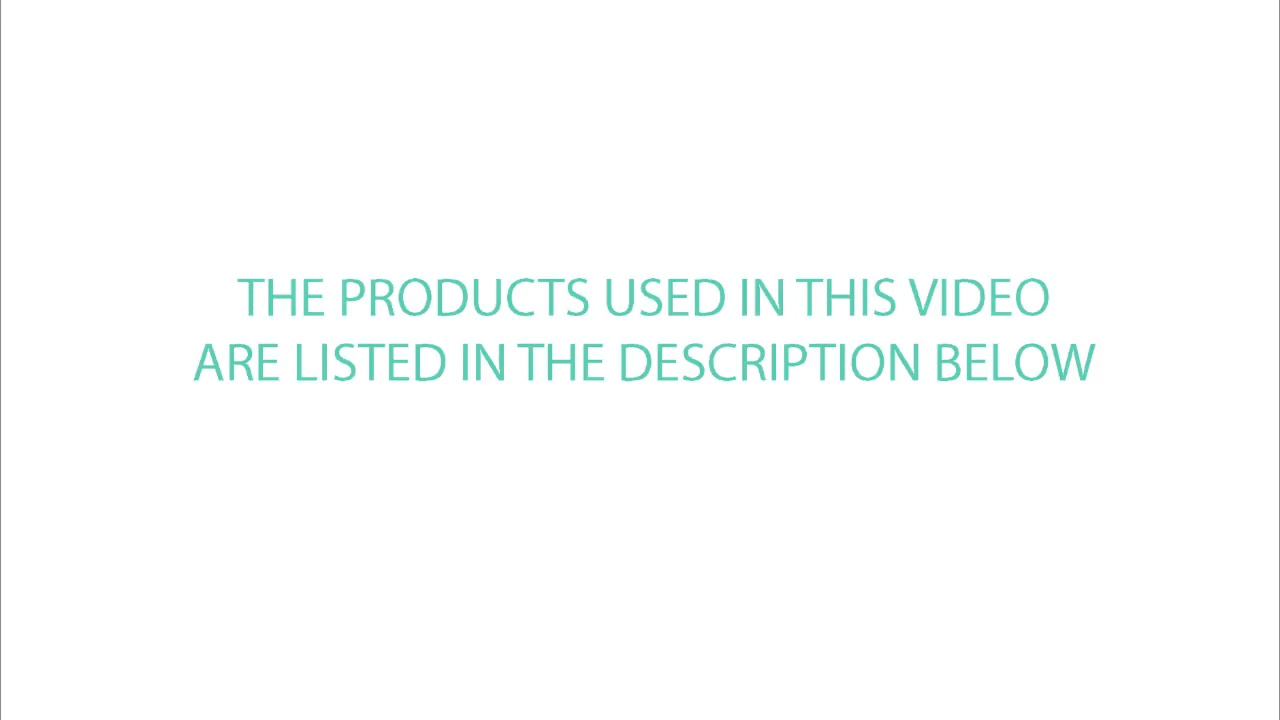 THE PRODUCTS USED IN THIS VIDEO
ARE LISTED IN THE DESCRIPTION BELOW